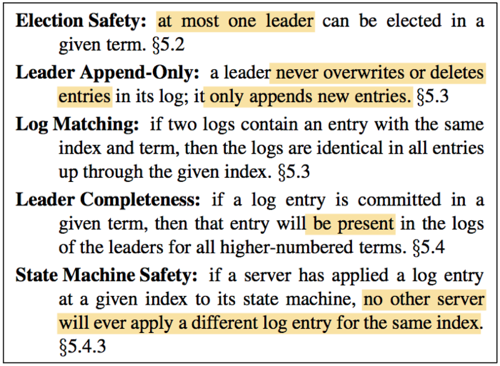 Election Safety: at most one leader can be elected in a
given term. §5.2
Leader Append-Only: a leader never overwrites or deletes
entries in its log; it only appends new entries. §5.3
Log Matching: if two logs contain an entry with the same
index and term, then the logs are identical in all entries
up through the given index. §5.3
Leader Completeness: if a log entry is committed in a
given term, then that entry will be present in the logs
of the leaders for all higher-numbered terms. §5.4
State Machine Safety: if a server has applied a log entry
at a given index to its state machine, no other server
will ever apply a different log entry for the same index.
§5.4.3